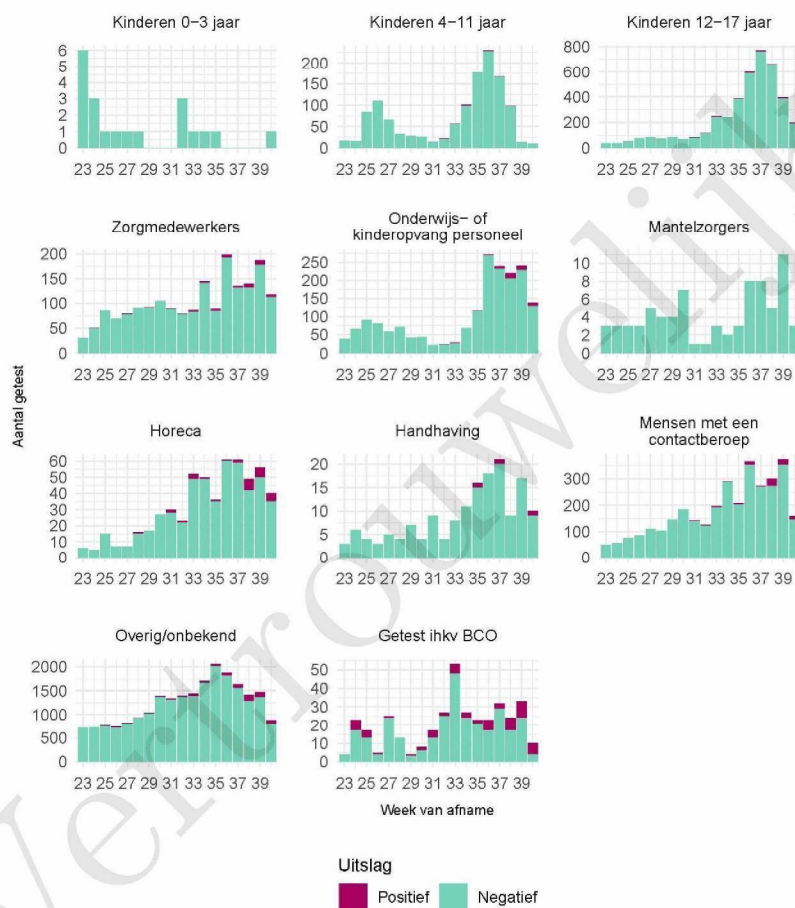 Kinderen 0−3 jaar
6
5
4
3
2
1
0
23 25 27 29 31 33 35 37 39
Kinderen 4−11 jaar
200
150
100
50
0
23 25 27 29 31 33 35 37 39
Kinderen 12−17 jaar
800
600
400
200
0
23 25 27 29 31 33 35 37 39
Zorgmedewerkers
200
150
100
50
0
23 25 27 29 31 33 35 37 39
Onderwijs− of
kinderopvang personeel
250
200
150
100
50
0
23 25 27 29 31 33 35 37 39
Mantelzorgers
10
8
6
4
2
0
23 25 27 29 31 33 35 37 39
Aantal getest
Horeca
60
50
40
30
20
10
0
23 25 27 29 31 33 35 37 39
Handhaving
20
15
10
5
0
23 25 27 29 31 33 35 37 39
Mensen met een
contactberoep
300
200
100
0
23 25 27 29 31 33 35 37 39
Overig/onbekend
2000
1500
1000
500
0
23 25 27 29 31 33 35 37 39
Getest ihkv BCO
50
40
30
20
10
0
23 25 27 29 31 33 35 37 39
Week van afname
Uitslag
Positief Negatief
Vertrouwelijk